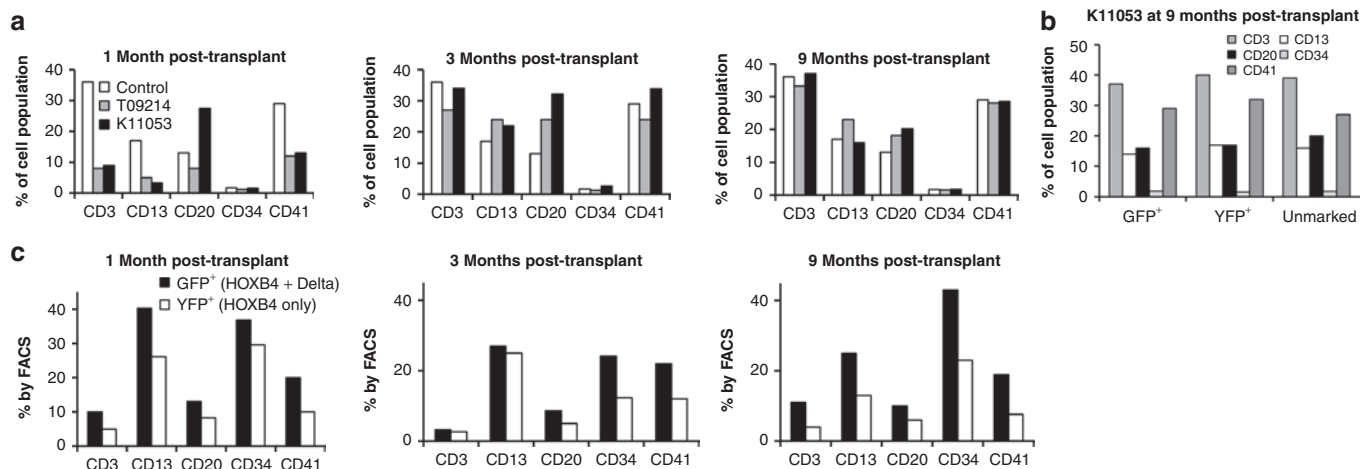 a
1 Month post-transplant
% of cell population
40
30
20
10
0
Control
T09214
K11053
CD3 CD13 CD20 CD34 CD41
3 Months post-transplant
% of cell population
40
30
20
10
0
CD3 CD13 CD20 CD34 CD41
9 Months post-transplant
% of cell population
40
30
20
10
0
CD3 CD13 CD20 CD34 CD41
b
K11053 at 9 months post-transplant
% of cell population
50
40
30
20
10
0
CD3 CD13
CD20 CD34
CD41
GFP+ YFP+ Unmarked
c
1 Month post-transplant
% by FACS
40
30
20
10
0
GFP+ (HOXB4 + Delta)
YFP+ (HOXB4 only)
CD3 CD13 CD20 CD34 CD41
3 Months post-transplant
% by FACS
40
20
0
CD3 CD13 CD20 CD34 CD41
9 Months post-transplant
% by FACS
40
20
0
CD3 CD13 CD20 CD34 CD41